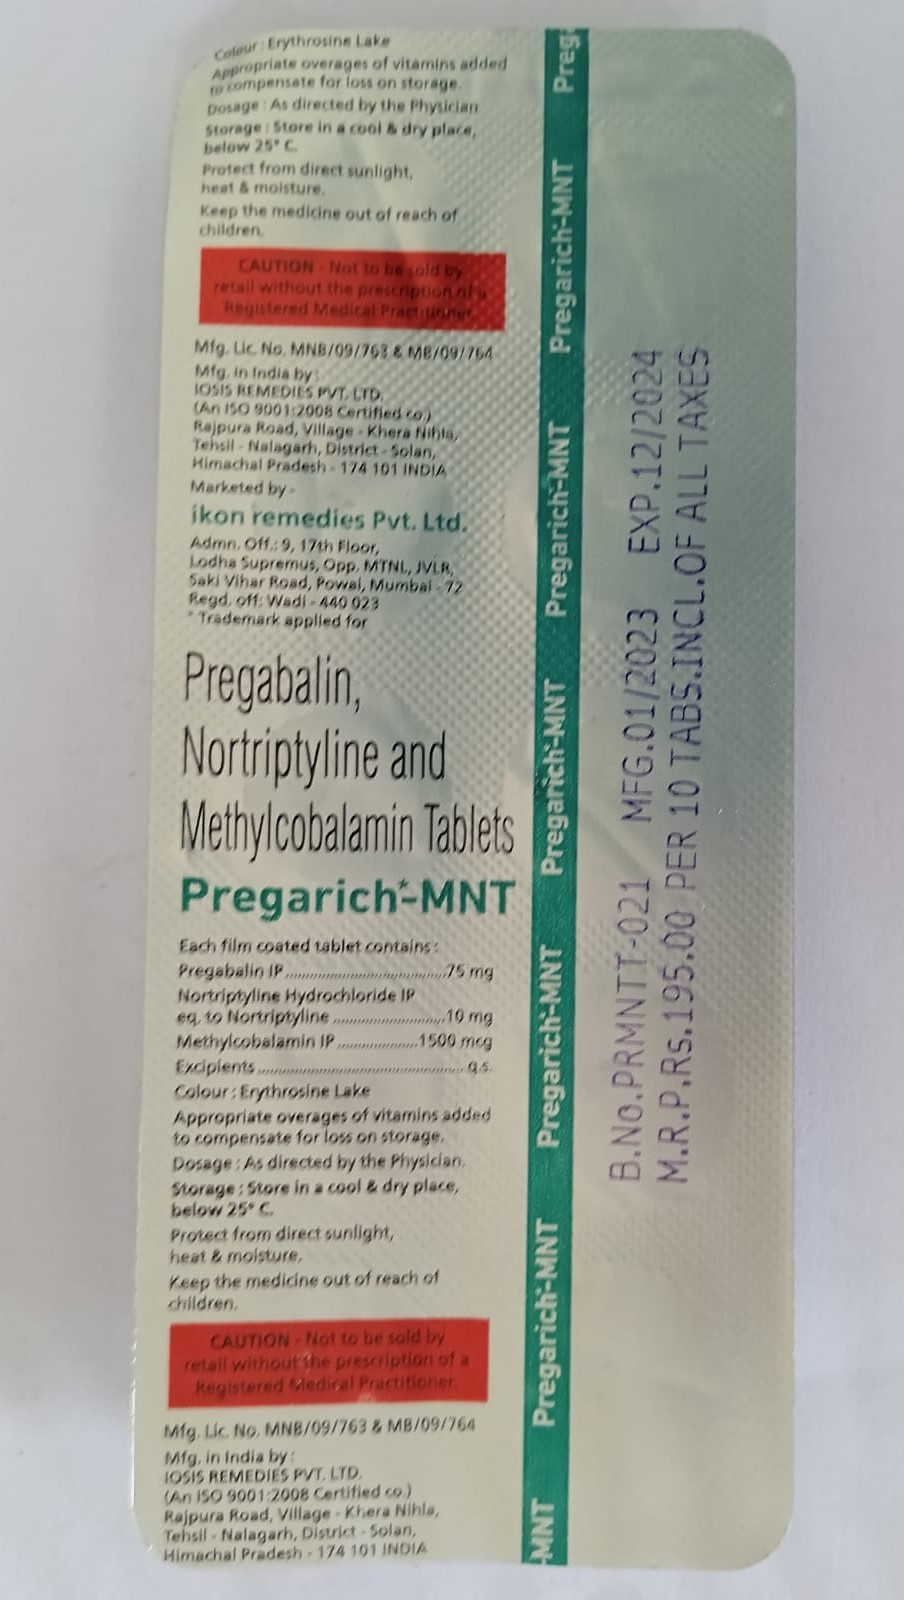 Colour : Erythrosine Lake
Appropriate overages of vitamins added
to compensate for loss on storage.
Dosage : As directed by the Physician
Storage : Store in a cool & dry place,
below 25° C.
Protect from direct sunlight,
heat & moisture.
Keep the medicine out of reach of
children.
CAUTION - Not to be sold by
retail without the prescription of a
Registered Medical Practitioner.
Mfg. Lic. No. MNB/09/763 & MB/09/764
Mfg. in India by :
IOSIS REMEDIES PVT. LTD.
(An ISO 9001:2008 Certified co.)
Rajpura Road, Village - Khera Nihla,
Tehsil - Nalagarh, District - Solan,
Himachal Pradesh - 174 101 INDIA
Marketed by -
ikon remedies Pvt. Ltd.
Admn. Off.: 9, 17th Floor,
Lodha Supremus, Opp. MTNL, JVLR,
Saki Vihar Road, Powai, Mumbai - 72
Regd. off: Wadi - 440 023
* Trademark applied for
Pregabalin,
Nortriptyline and
Methylcobalamin Tablets
Pregarich*-MNT
Each film coated tablet contains :
Pregabalin IP......................................75 mg
Nortriptyline Hydrochloride IP
eq. to Nortriptyline ...........................10 mg
Methylcobalamin IP ...................1500 mcg
Excipients ................................................. q.s.
Colour : Erythrosine Lake
Appropriate overages of vitamins added
to compensate for loss on storage.
Dosage : As directed by the Physician.
Storage : Store in a cool & dry place,
below 25° C.
Protect from direct sunlight,
heat & moisture.
Keep the medicine out of reach of
children.
CAUTION - Not to be sold by
retail without the prescription of a
Registered Medical Practitioner.
Mfg. Lic. No. MNB/09/763 & MB/09/764
Mfg. in India by :
IOSIS REMEDIES PVT. LTD.
(An ISO 9001:2008 Certified co.)
Rajpura Road, Village - Khera Nihla,
Tehsil - Nalagarh, District - Solan,
Himachal Pradesh - 174 101 INDIA
-MNT Pregarich*-MNT Pregarich*-MNT Pregarich*-MNT Pregarich*-MNT Pregarich*-MNT Preg
B.No.PRMNTT-021 MFG.01/2023 EXP.12/2024
M.R.P.Rs.195.00 PER 10 TABS.INCL.OF ALL TAXES